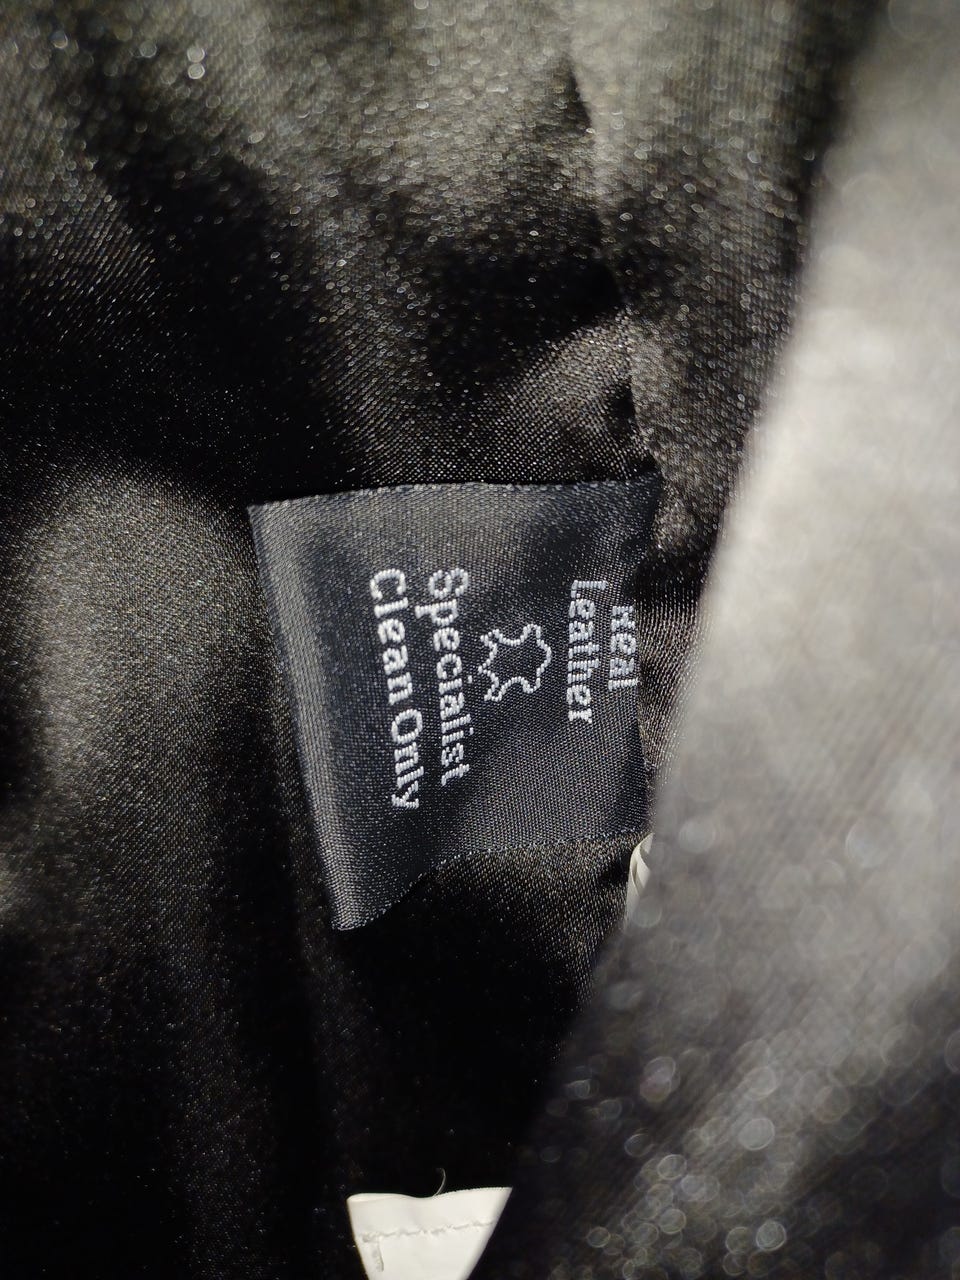 Real
Leather
Specialist
Clean Only